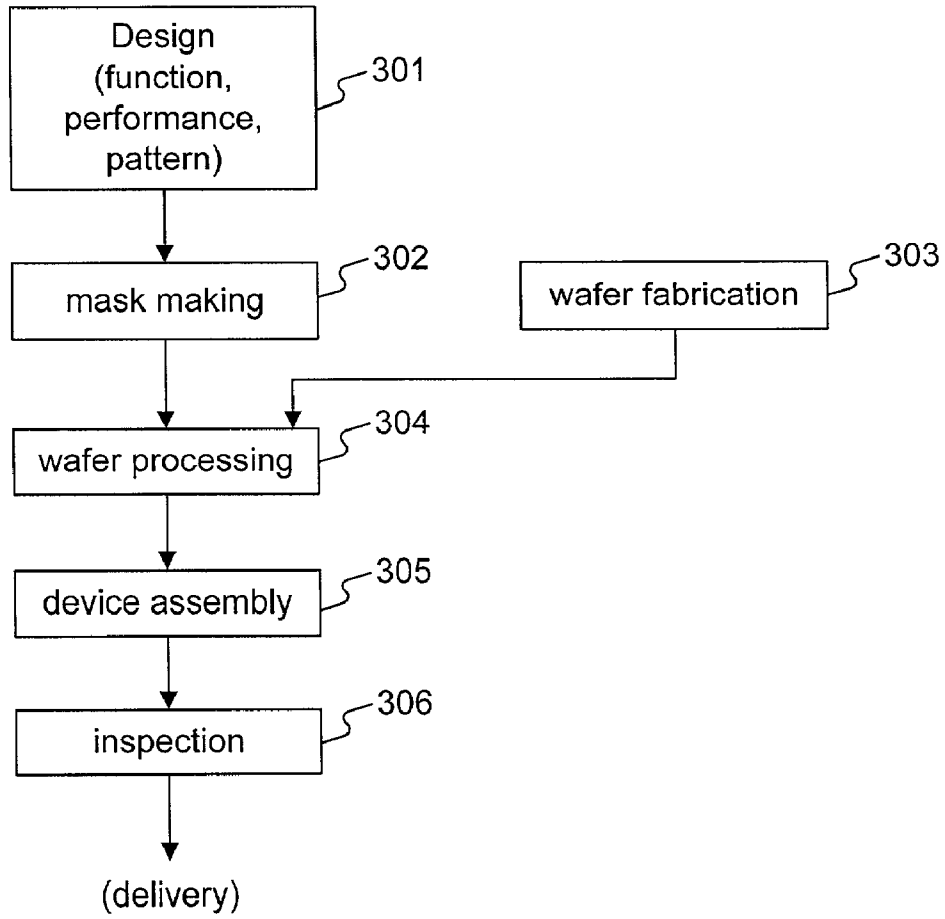 Design
(function,
performance,
pattern)
301
302
mask making
303
wafer fabrication
304
wafer processing
305
device assembly
306
inspection
(delivery)